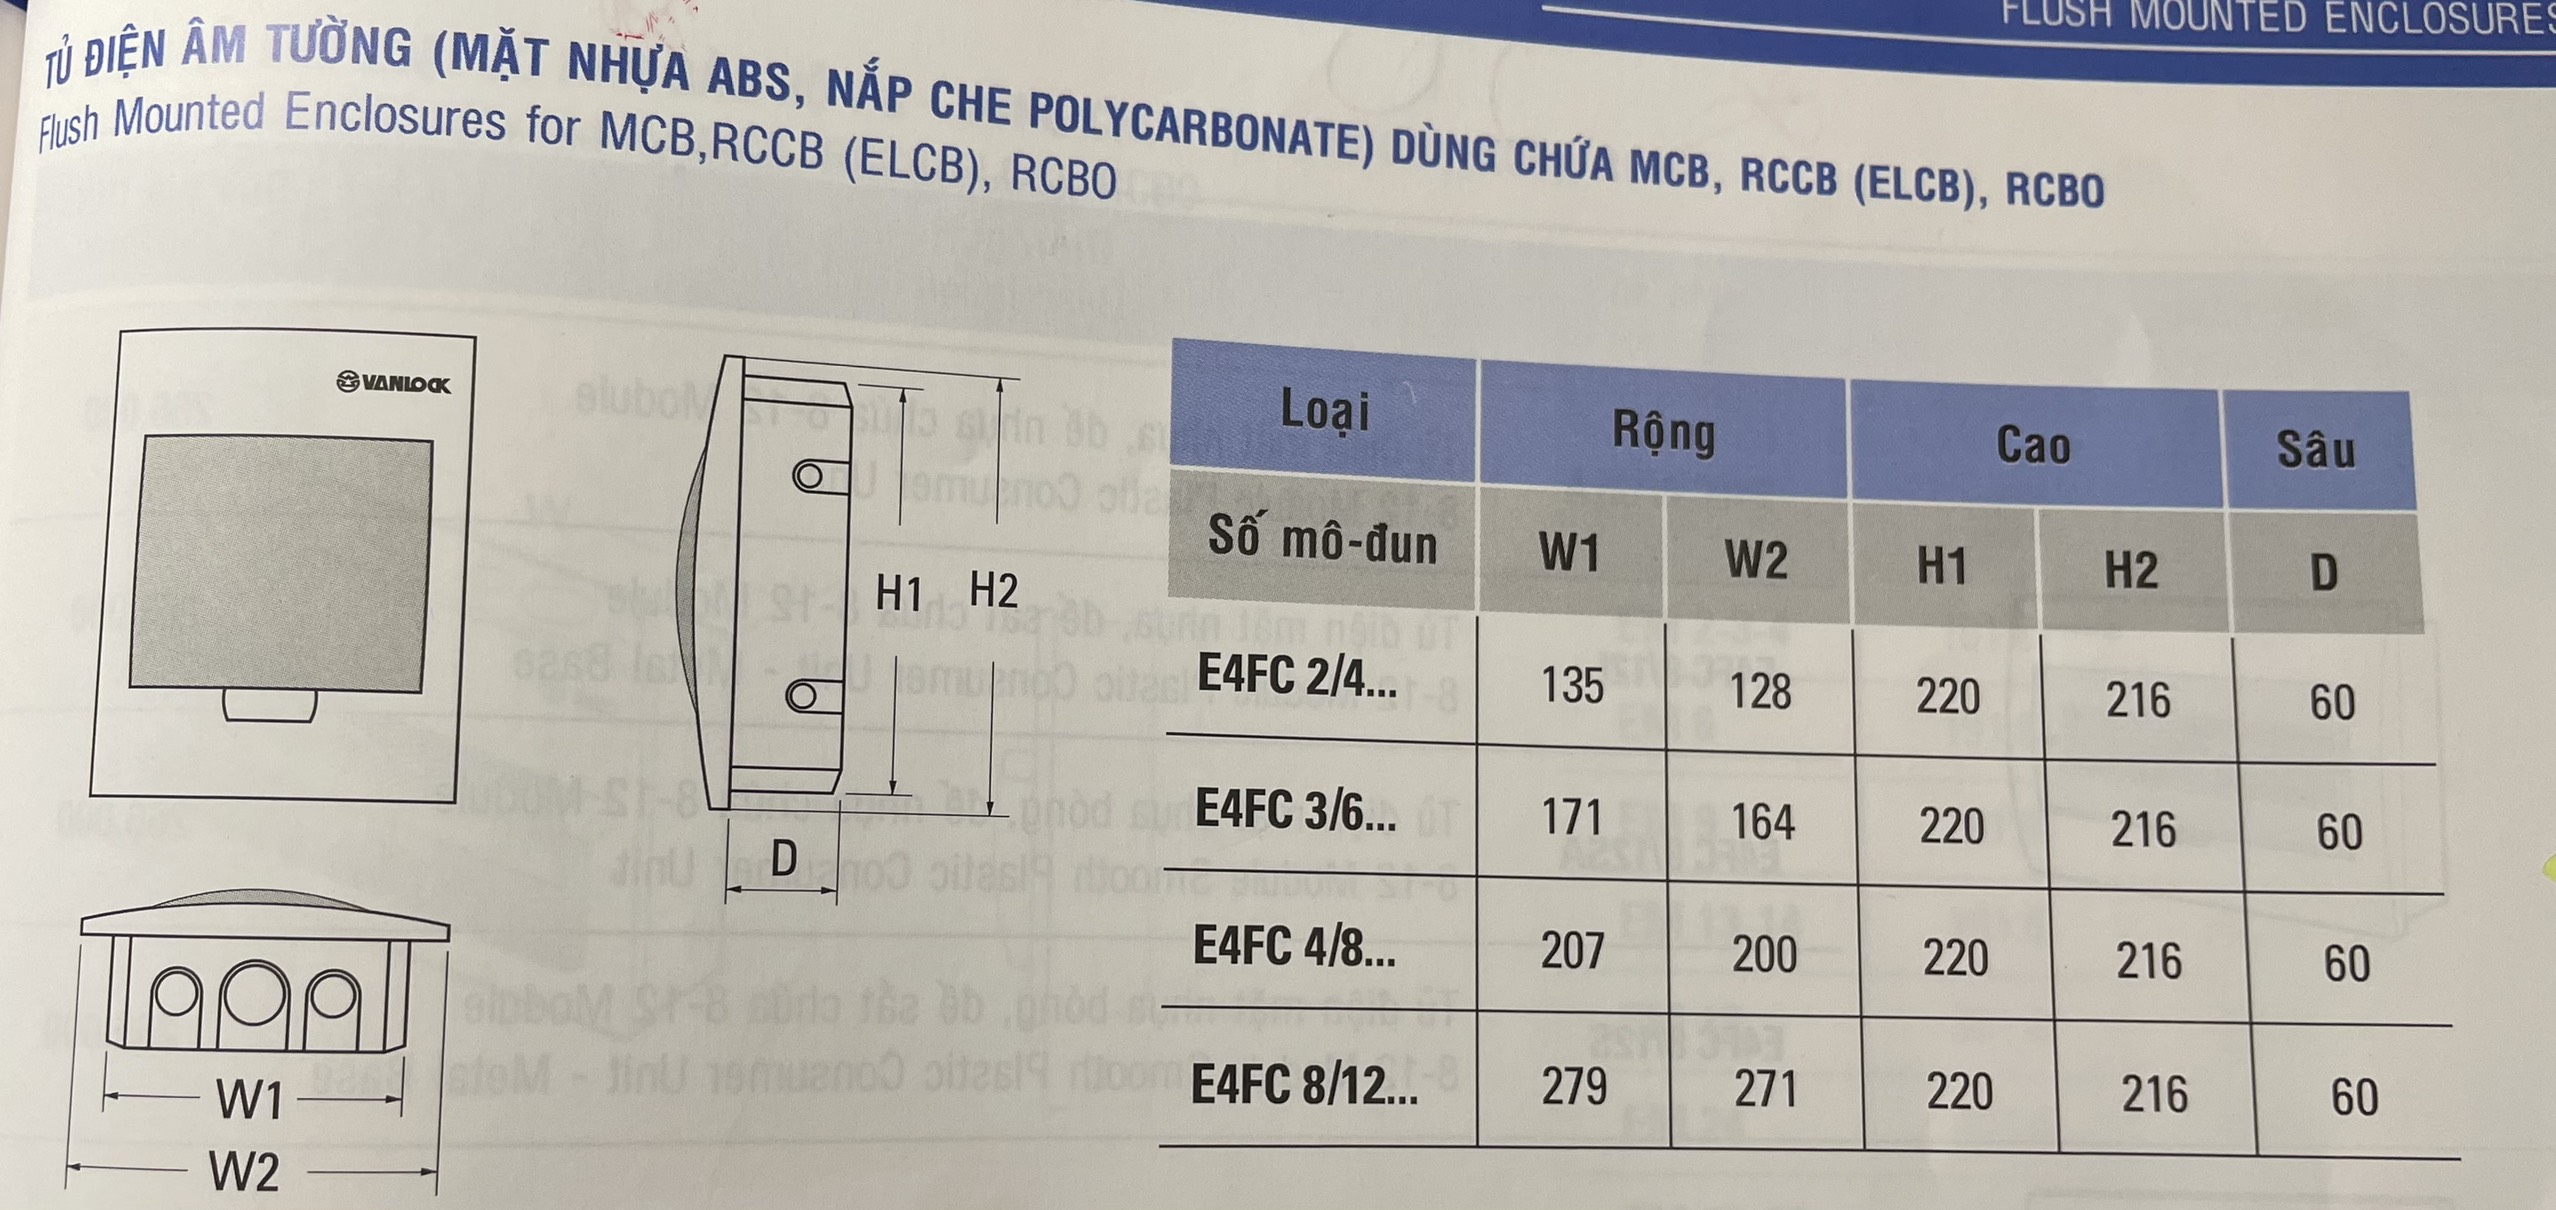 FLUSH MOUNTED ENCLOSURES
TỦ ĐIỆN ÂM TƯỜNG (MẶT NHỰA ABS, NẮP CHE POLYCARBONATE) DÙNG CHỨA MCB, RCCB (ELCB), RCBO
Flush Mounted Enclosures for MCB,RCCB (ELCB), RCBO
VANLOCK
H1 H2
D
W1
W2
Loại Rộng Cao Sâu
Số mô-đun W1 W2 H1 H2 D
E4FC 2/4... 135 128 220 216 60
E4FC 3/6... 171 164 220 216 60
E4FC 4/8... 207 200 220 216 60
E4FC 8/12... 279 271 220 216 60